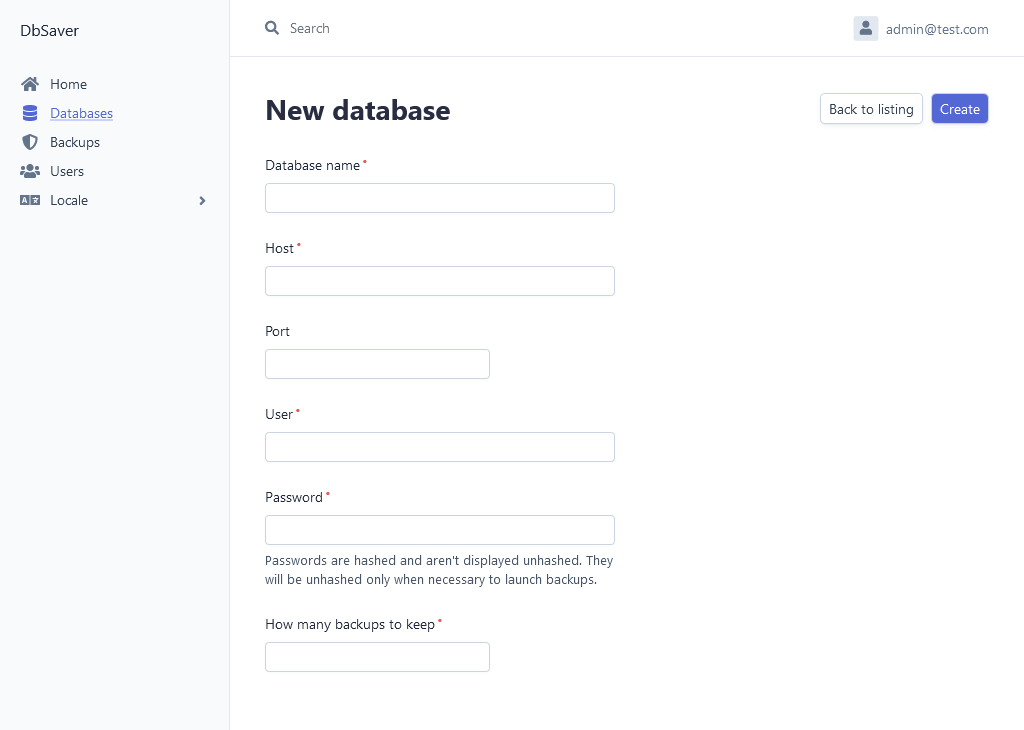 DbSaver
Search
admin@test.com
Home
Databases
Backups
Users
Locale
New database
Back to listing
Create
Database name
Host
Port
User
Password
Passwords are hashed and aren't displayed unhashed. They
will be unhashed only when necessary to launch backups.
How many backups to keep